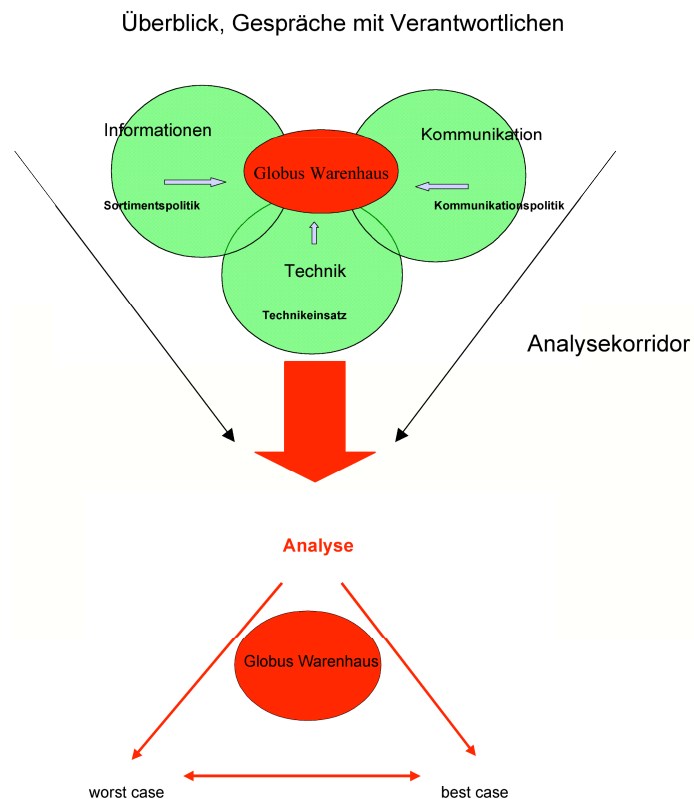 Überblick, Gespräche mit Verantwortlichen
Informationen
Kommunikation
Globus Warenhaus
Sortimentspolitik
Kommunikationspolitik
Technik
Technikeinsatz
Analysekorridor
Analyse
Globus Warenhaus
worst case
best case